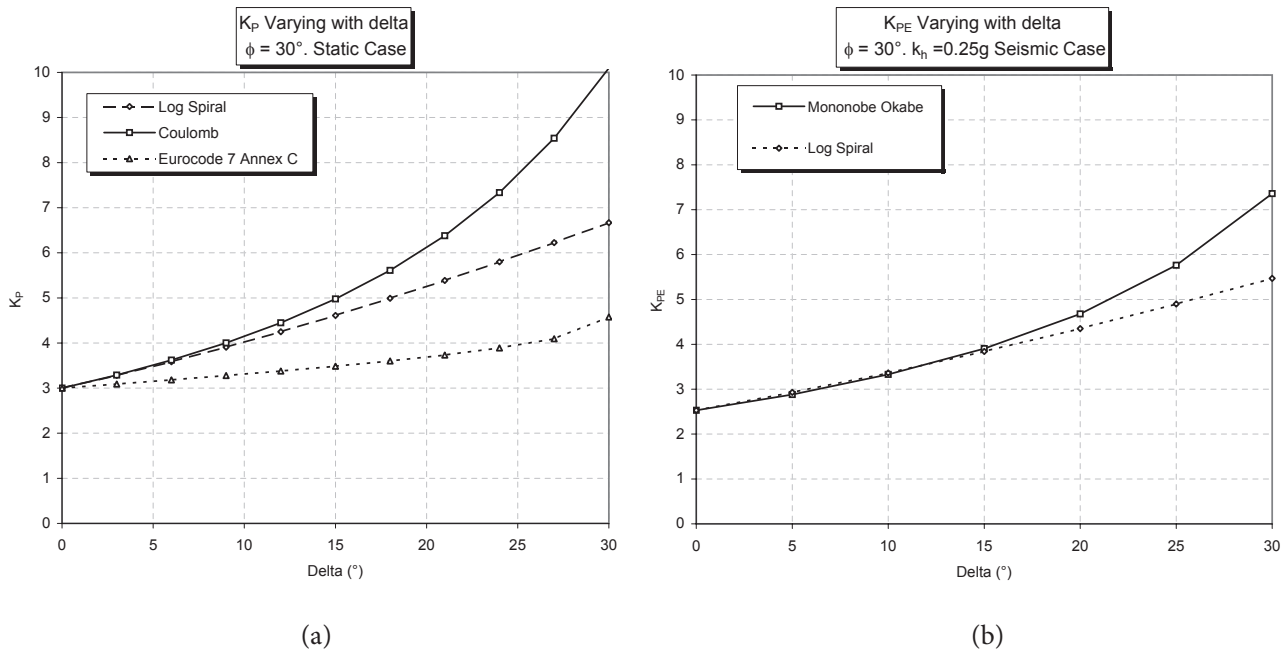 K_P Varying with delta
ϕ = 30°. Static Case
10
9
8
7
6
5
4
3
2
1
0
K_P
Log Spiral
Coulomb
Eurocode 7 Annex C
0 5 10 15 20 25 30
Delta (°)
(a)
K_PE Varying with delta
ϕ = 30°. k_h =0.25g Seismic Case
10
9
8
7
6
5
4
3
2
1
0
K_PE
Mononobe Okabe
Log Spiral
0 5 10 15 20 25 30
Delta (°)
(b)